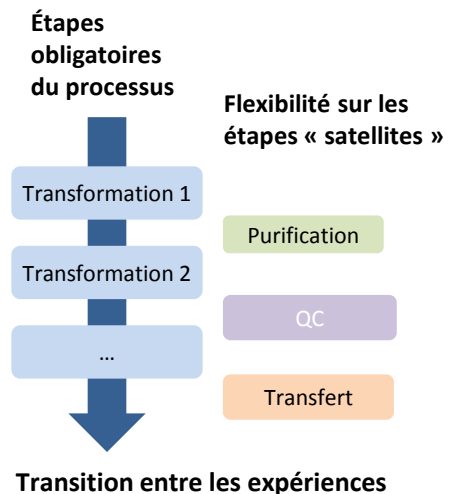 Étapes
obligatoires
du processus
Flexibilité sur les
étapes « satellites »
Transformation 1
Purification
Transformation 2
QC
...
Transfert
Transition entre les expériences